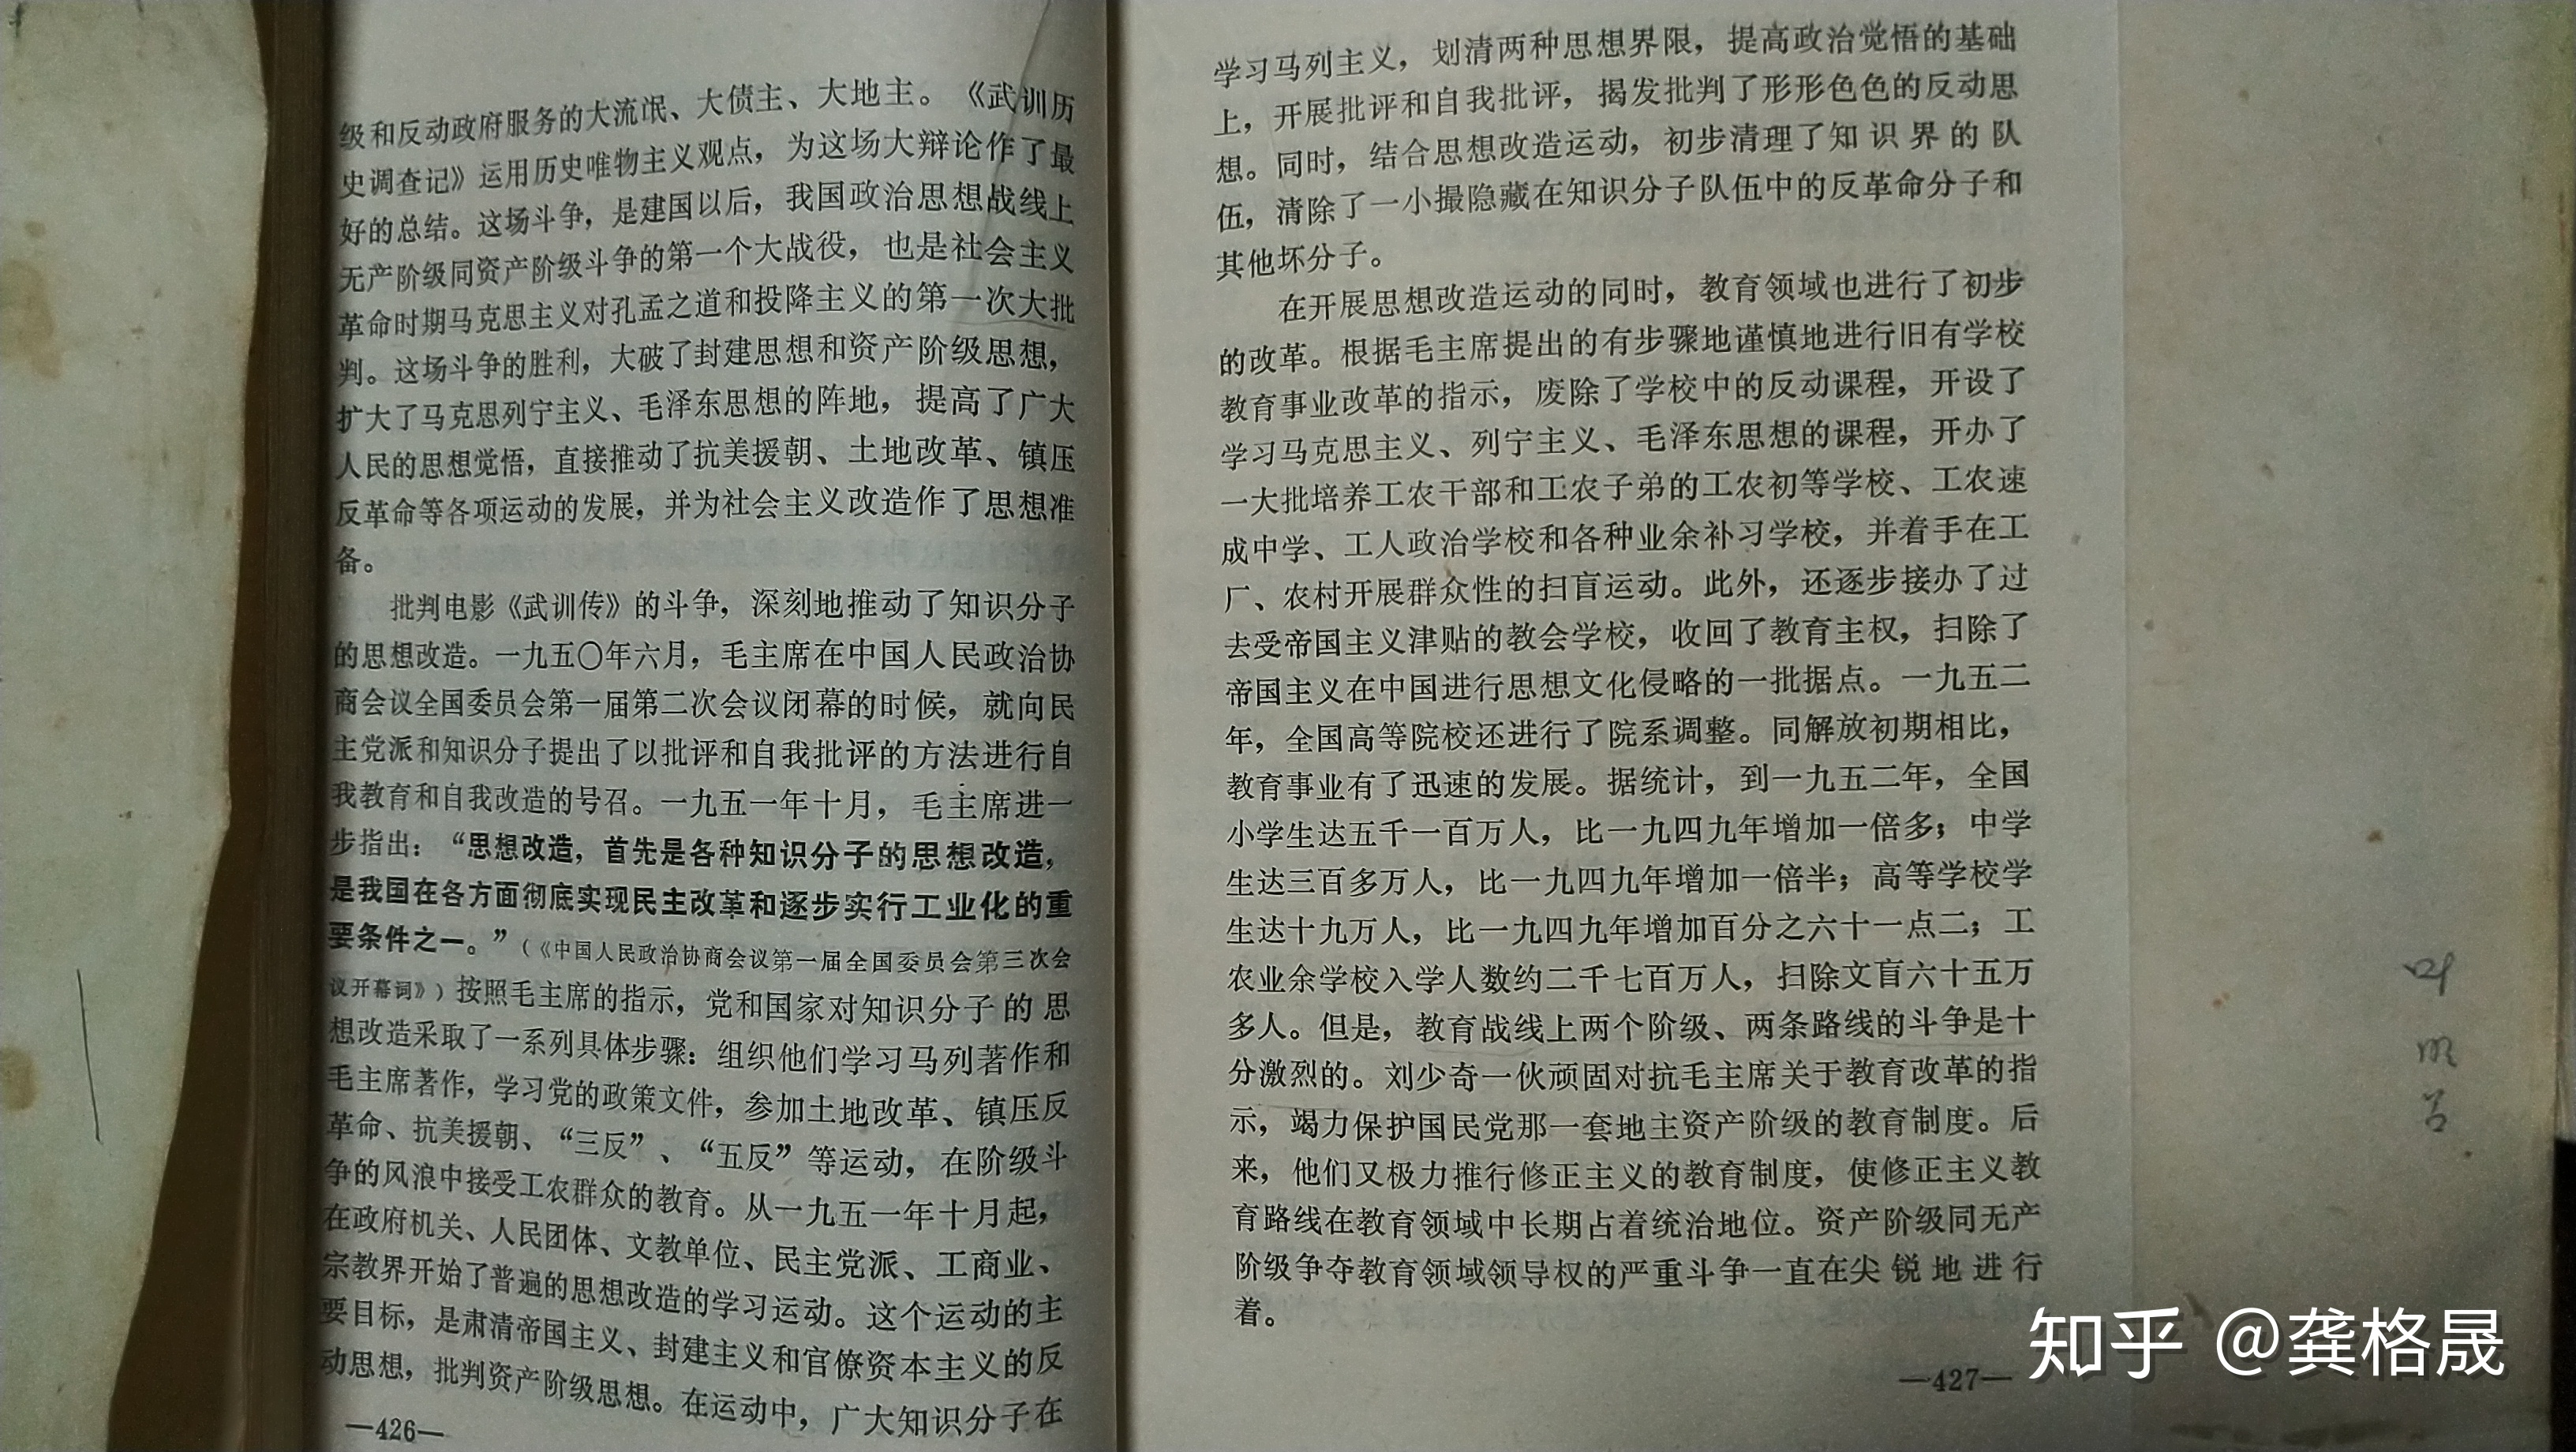 级和反动政府服务的大流氓、大债主、大地主。《武训历
史调查记》运用历史唯物主义观点，为这场大辩论作了最
好的总结。这场斗争，是建国以后，我国政治思想战线上
无产阶级同资产阶级斗争的第一个大战役，也是社会主义
革命时期马克思主义对孔孟之道和投降主义的第一次大批
判。这场斗争的胜利，大破了封建思想和资产阶级思想，
扩大了马克思列宁主义、毛泽东思想的阵地，提高了广大
人民的思想觉悟，直接推动了抗美援朝、土地改革、镇压
反革命等各项运动的发展，并为社会主义改造作了思想准
备。
批判电影《武训传》的斗争，深刻地推动了知识分子
的思想改造。一九五〇年六月，毛主席在中国人民政治协
商会议全国委员会第一届第二次会议闭幕的时候，就向民
主党派和知识分子提出了以批评和自我批评的方法进行自
我教育和自我改造的号召。一九五一年十月，毛主席进一
步指出：“思想改造，首先是各种知识分子的思想改造，
是我国在各方面彻底实现民主改革和逐步实行工业化的重
要条件之一。”（《中国人民政治协商会议第一届全国委员会第三次会
议开幕词》）按照毛主席的指示，党和国家对知识分子的思
想改造采取了一系列具体步骤：组织他们学习马列著作和
毛主席著作，学习党的政策文件，参加土地改革、镇压反
革命、抗美援朝、“三反”、“五反”等运动，在阶级斗
争的风浪中接受工农群众的教育。从一九五一年十月起，
在政府机关、人民团体、文教单位、民主党派、工商业、
宗教界开始了普遍的思想改造的学习运动。这个运动的主
要目标，是肃清帝国主义、封建主义和官僚资本主义的反
动思想，批判资产阶级思想。在运动中，广大知识分子在
—426—
学习马列主义，划清两种思想界限，提高政治觉悟的基础
上，开展批评和自我批评，揭发批判了形形色色的反动思
想。同时，结合思想改造运动，初步清理了知识界的队
伍，清除了一小撮隐藏在知识分子队伍中的反革命分子和
其他坏分子。
在开展思想改造运动的同时，教育领域也进行了初步
的改革。根据毛主席提出的有步骤地谨慎地进行旧有学校
教育事业改革的指示，废除了学校中的反动课程，开设了
学习马克思主义、列宁主义、毛泽东思想的课程，开办了
一大批培养工农干部和工农子弟的工农初等学校、工农速
成中学、工人政治学校和各种业余补习学校，并着手在工
厂、农村开展群众性的扫盲运动。此外，还逐步接办了过
去受帝国主义津贴的教会学校，收回了教育主权，扫除了
帝国主义在中国进行思想文化侵略的一批据点。一九五二
年，全国高等院校还进行了院系调整。同解放初期相比，
教育事业有了迅速的发展。据统计，到一九五二年，全国
小学生达五千一百万人，比一九四九年增加一倍多；中学
生达三百多万人，比一九四九年增加一倍半；高等学校学
生达十九万人，比一九四九年增加百分之六十一点二；工
农业余学校入学人数约二千七百万人，扫除文盲六十五万
多人。但是，教育战线上两个阶级、两条路线的斗争是十
分激烈的。刘少奇一伙顽固对抗毛主席关于教育改革的指
示，竭力保护国民党那一套地主资产阶级的教育制度。后
来，他们又极力推行修正主义的教育制度，使修正主义教
育路线在教育领域中长期占着统治地位。资产阶级同无产
阶级争夺教育领域领导权的严重斗争一直在尖锐地进行
着。
—427—
知乎 @龚格晟